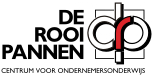 DE
ROOI
PANNEN
CENTRUM VOOR ONDERNEMERSONDERWIJS